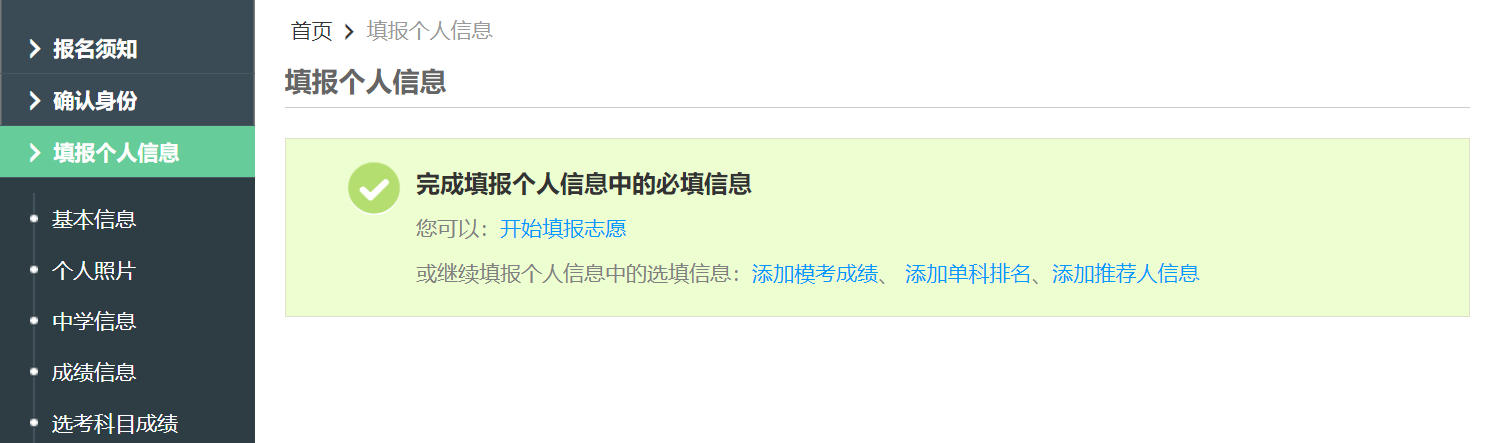 报名须知
确认身份
填报个人信息
基本信息
个人照片
中学信息
成绩信息
选考科目成绩
首页 > 填报个人信息
填报个人信息
完成填报个人信息中的必填信息
您可以：开始填报志愿
或继续填报个人信息中的选填信息：添加模考成绩、 添加单科排名、添加推荐人信息